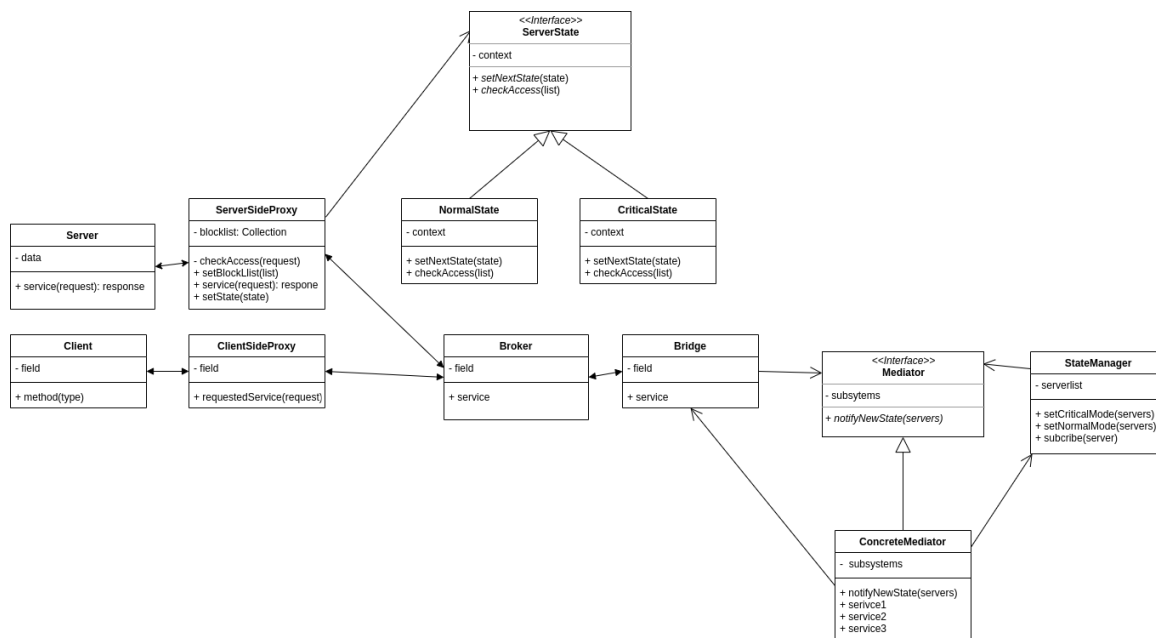 <<Interface>>
ServerState
- context
+ setNextState(state)
+ checkAccess(list)
ServerSideProxy
- blocklist: Collection
- checkAccess(request)
+ setBlockLlist(list)
+ service(request): respone
+ setState(state)
NormalState
- context
+ setNextState(state)
+ checkAccess(list)
CriticalState
- context
+ setNextState(state)
+ checkAccess(list)
Server
- data
+ service(request): response
Client
- field
+ method(type)
ClientSideProxy
- field
+ requestedService(request)
Broker
- field
+ service
Bridge
- field
+ service
<<Interface>>
Mediator
- subsytems
+ notifyNewState(servers)
StateManager
- serverlist
+ setCriticalMode(servers)
+ setNormalMode(servers)
+ subcribe(server)
ConcreteMediator
- subsystems
+ notifyNewState(servers)
+ serivce1
+ service2
+ service3